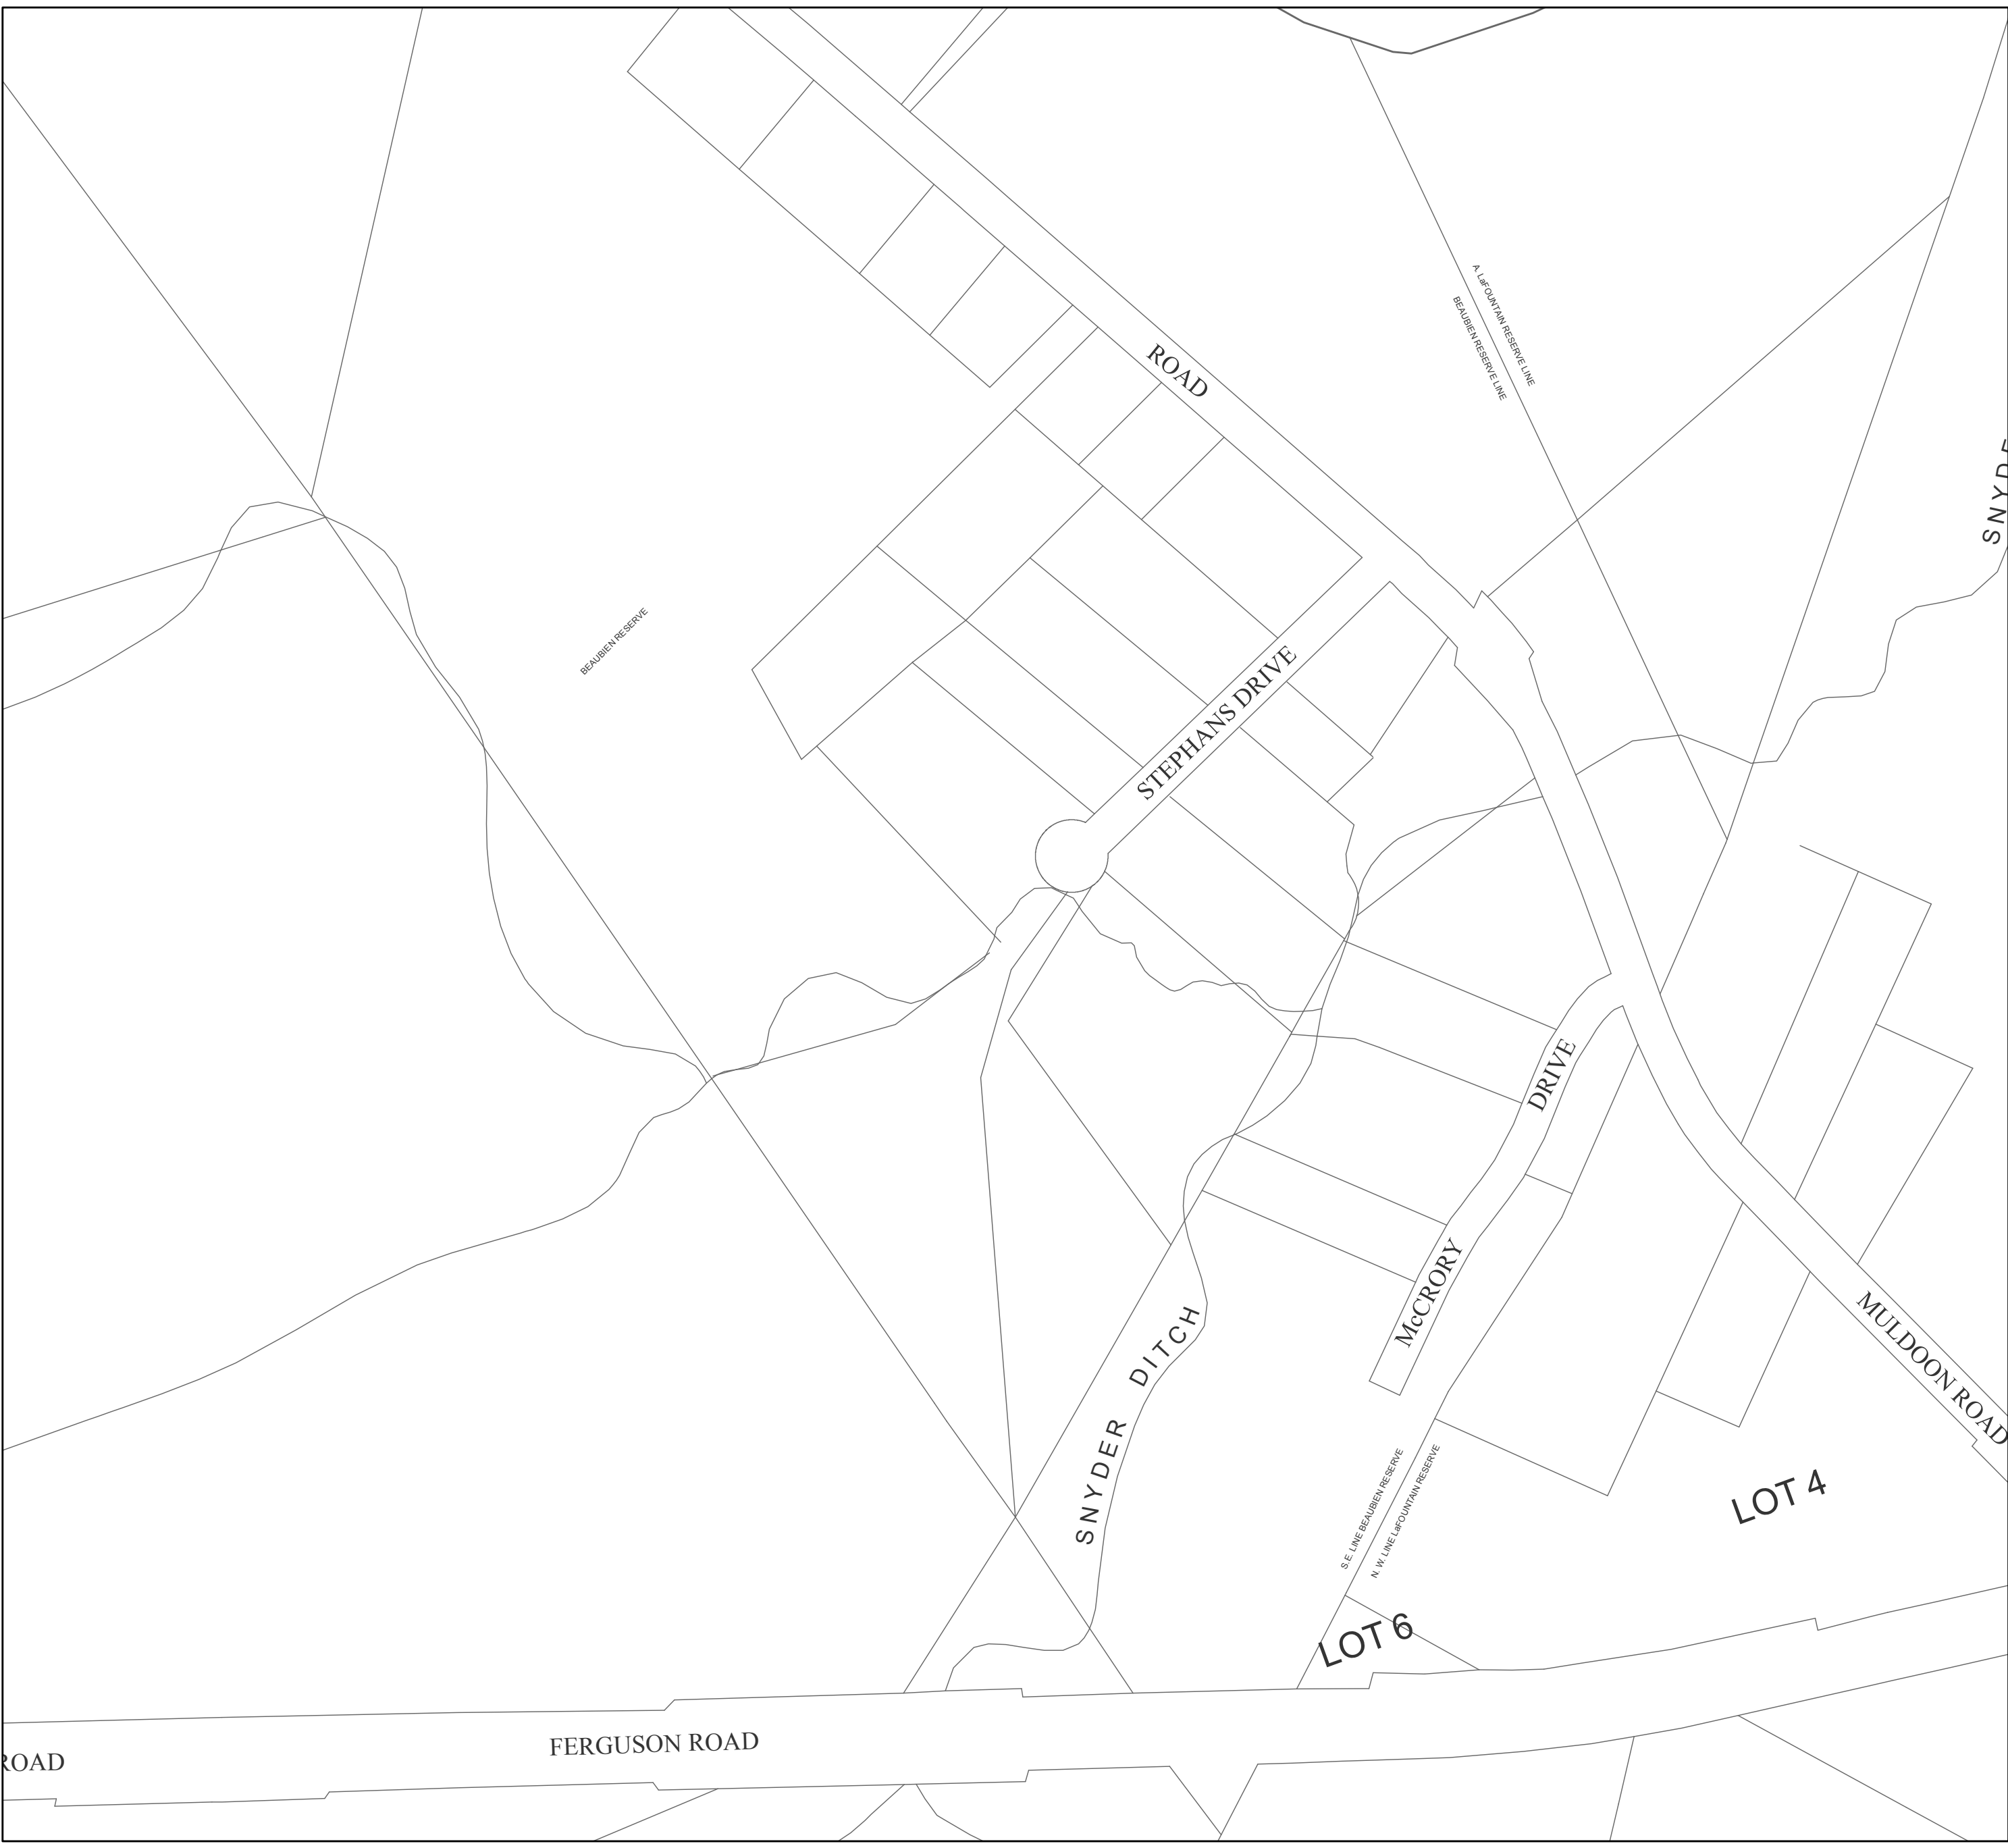 ROAD
A. LaFOUNTAIN RESERVE LINE
BEAUBIEN RESERVE LINE
BEAUBIEN RESERVE
STEPHANS DRIVE
McCRORY DRIVE
MULDOON ROAD
SNYDER DITCH
S.E. LINE BEAUBIEN RESERVE
N. W. LINE LaFOUNTAIN RESERVE
LOT 4
LOT 6
FERGUSON ROAD
ROAD